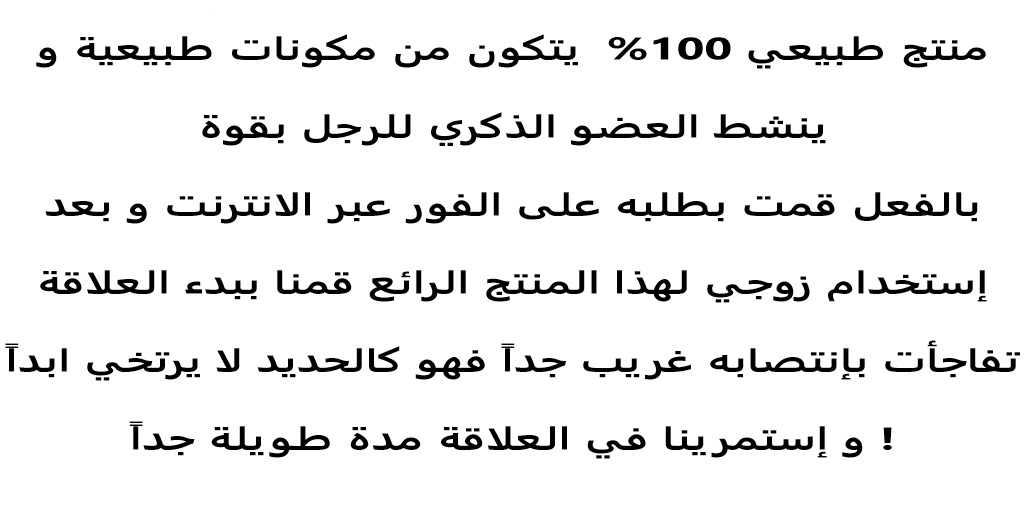 منتج طبيعي 100% يتكون من مكونات طبيعية و
ينشط العضو الذكري للرجل بقوة
بالفعل قمت بطلبه على الفور عبر الانترنت و بعد
إستخدام زوجي لهذا المنتج الرائع قمنا ببدء العلاقة
تفاجأت بإنتصابه غريب جداً فهو كالحديد لا يرتخي ابداً
! و إستمرينا في العلاقة مدة طويلة جداً